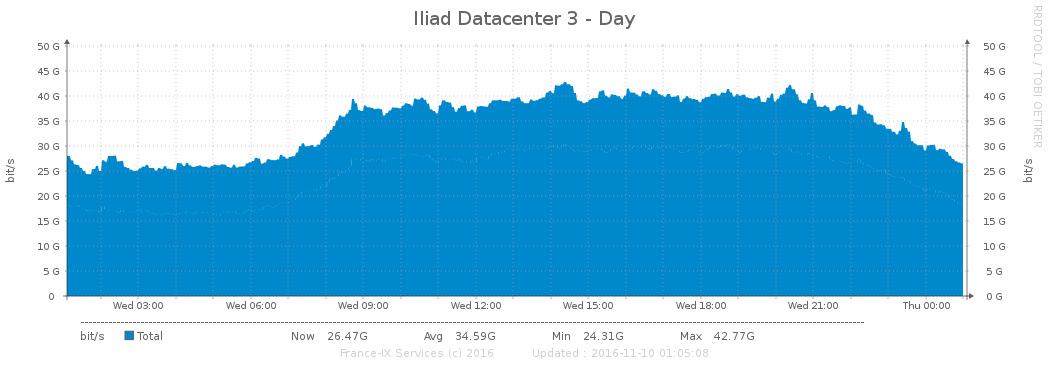 Iliad Datacenter 3 - Day
RRDTOOL / TOBI OETIKER
50 G 50 G
45 G 45 G
40 G 40 G
35 G 35 G
30 G 30 G
25 G 25 G
20 G 20 G
15 G 15 G
10 G 10 G
5 G 5 G
0 0 G
bit/s bit/s
Wed 03:00 Wed 06:00 Wed 09:00 Wed 12:00 Wed 15:00 Wed 18:00 Wed 21:00 Thu 00:00
bit/s Total Now 26.47G Avg 34.59G Min 24.31G Max 42.77G
France-IX Services (c) 2016 Updated : 2016-11-10 01:05:08